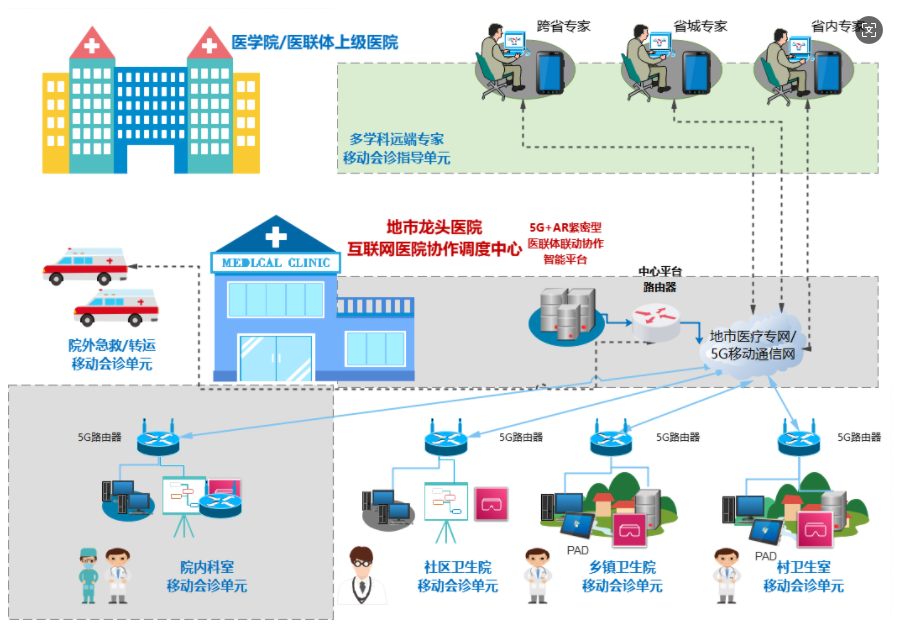 医学院/医联体上级医院
跨省专家
省城专家
省内专家
多学科远端专家
移动会诊指导单元
地市龙头医院
互联网医院协作调度中心
5G+AR紧密型
医联体联动协作
智能平台
MEDLCAL CLINIC
中心平台
路由器
地市医疗专网/
5G移动通信网
院外急救/转运
移动会诊单元
5G路由器
5G路由器
5G路由器
5G路由器
PAD
PAD
院内科室
移动会诊单元
社区卫生院
移动会诊单元
乡镇卫生院
移动会诊单元
村卫生室
移动会诊单元